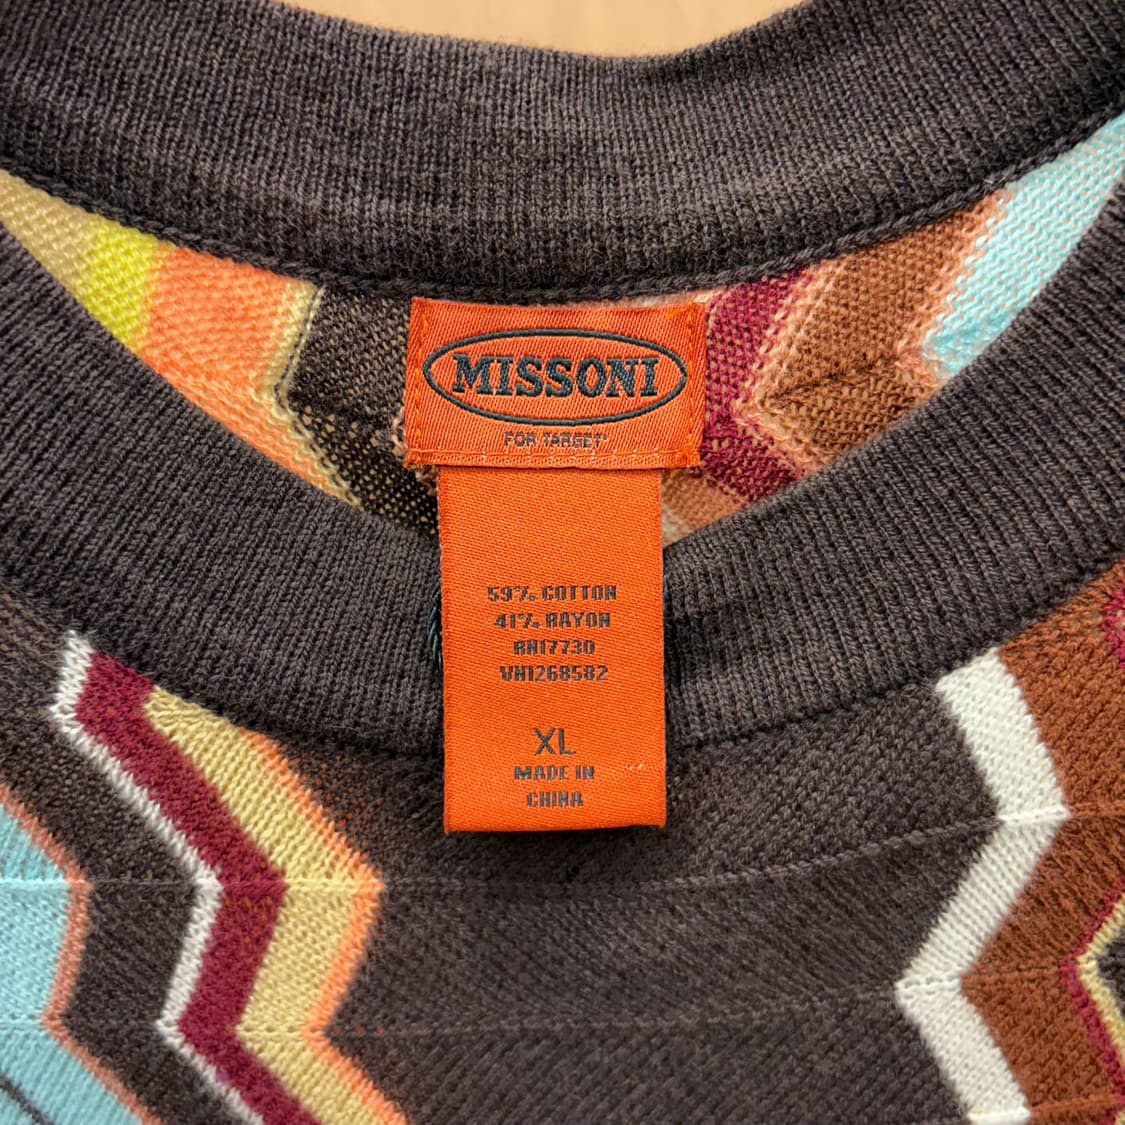 MISSONI
FOR TARGET*
59% COTTON
41% RAYON
RN17730
VN1268582
XL
MADE IN
CHINA